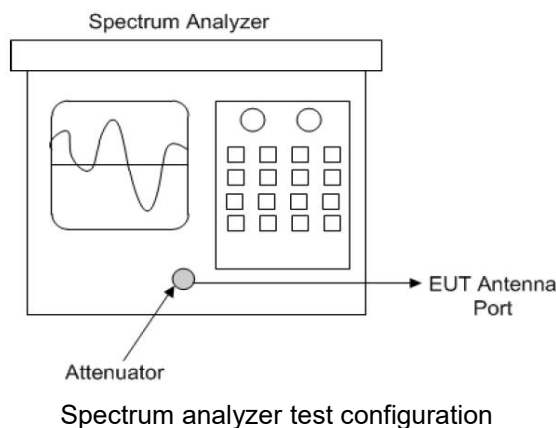 Spectrum Analyzer
EUT Antenna
Port
Attenuator
Spectrum analyzer test configuration